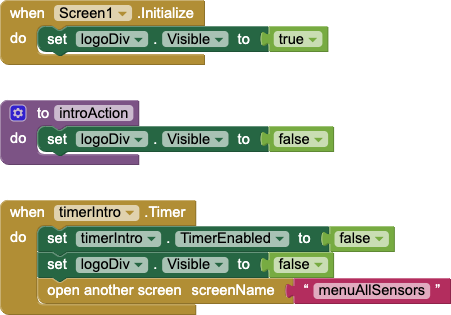 when Screen1 .Initialize
do set logoDiv . Visible to true
to introAction
do set logoDiv . Visible to false
when timerIntro .Timer
do set timerIntro . TimerEnabled to false
set logoDiv . Visible to false
open another screen screenName “ menuAllSensors ”